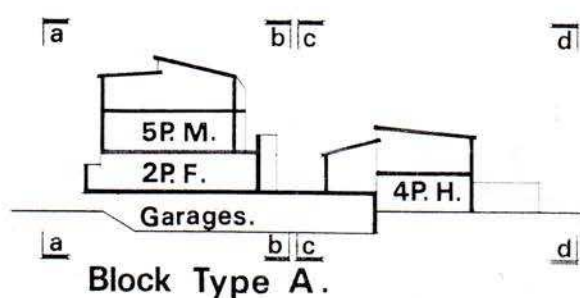 a b c d
5P. M.
2P. F.
4P. H.
Garages.
a b c d
Block Type A.